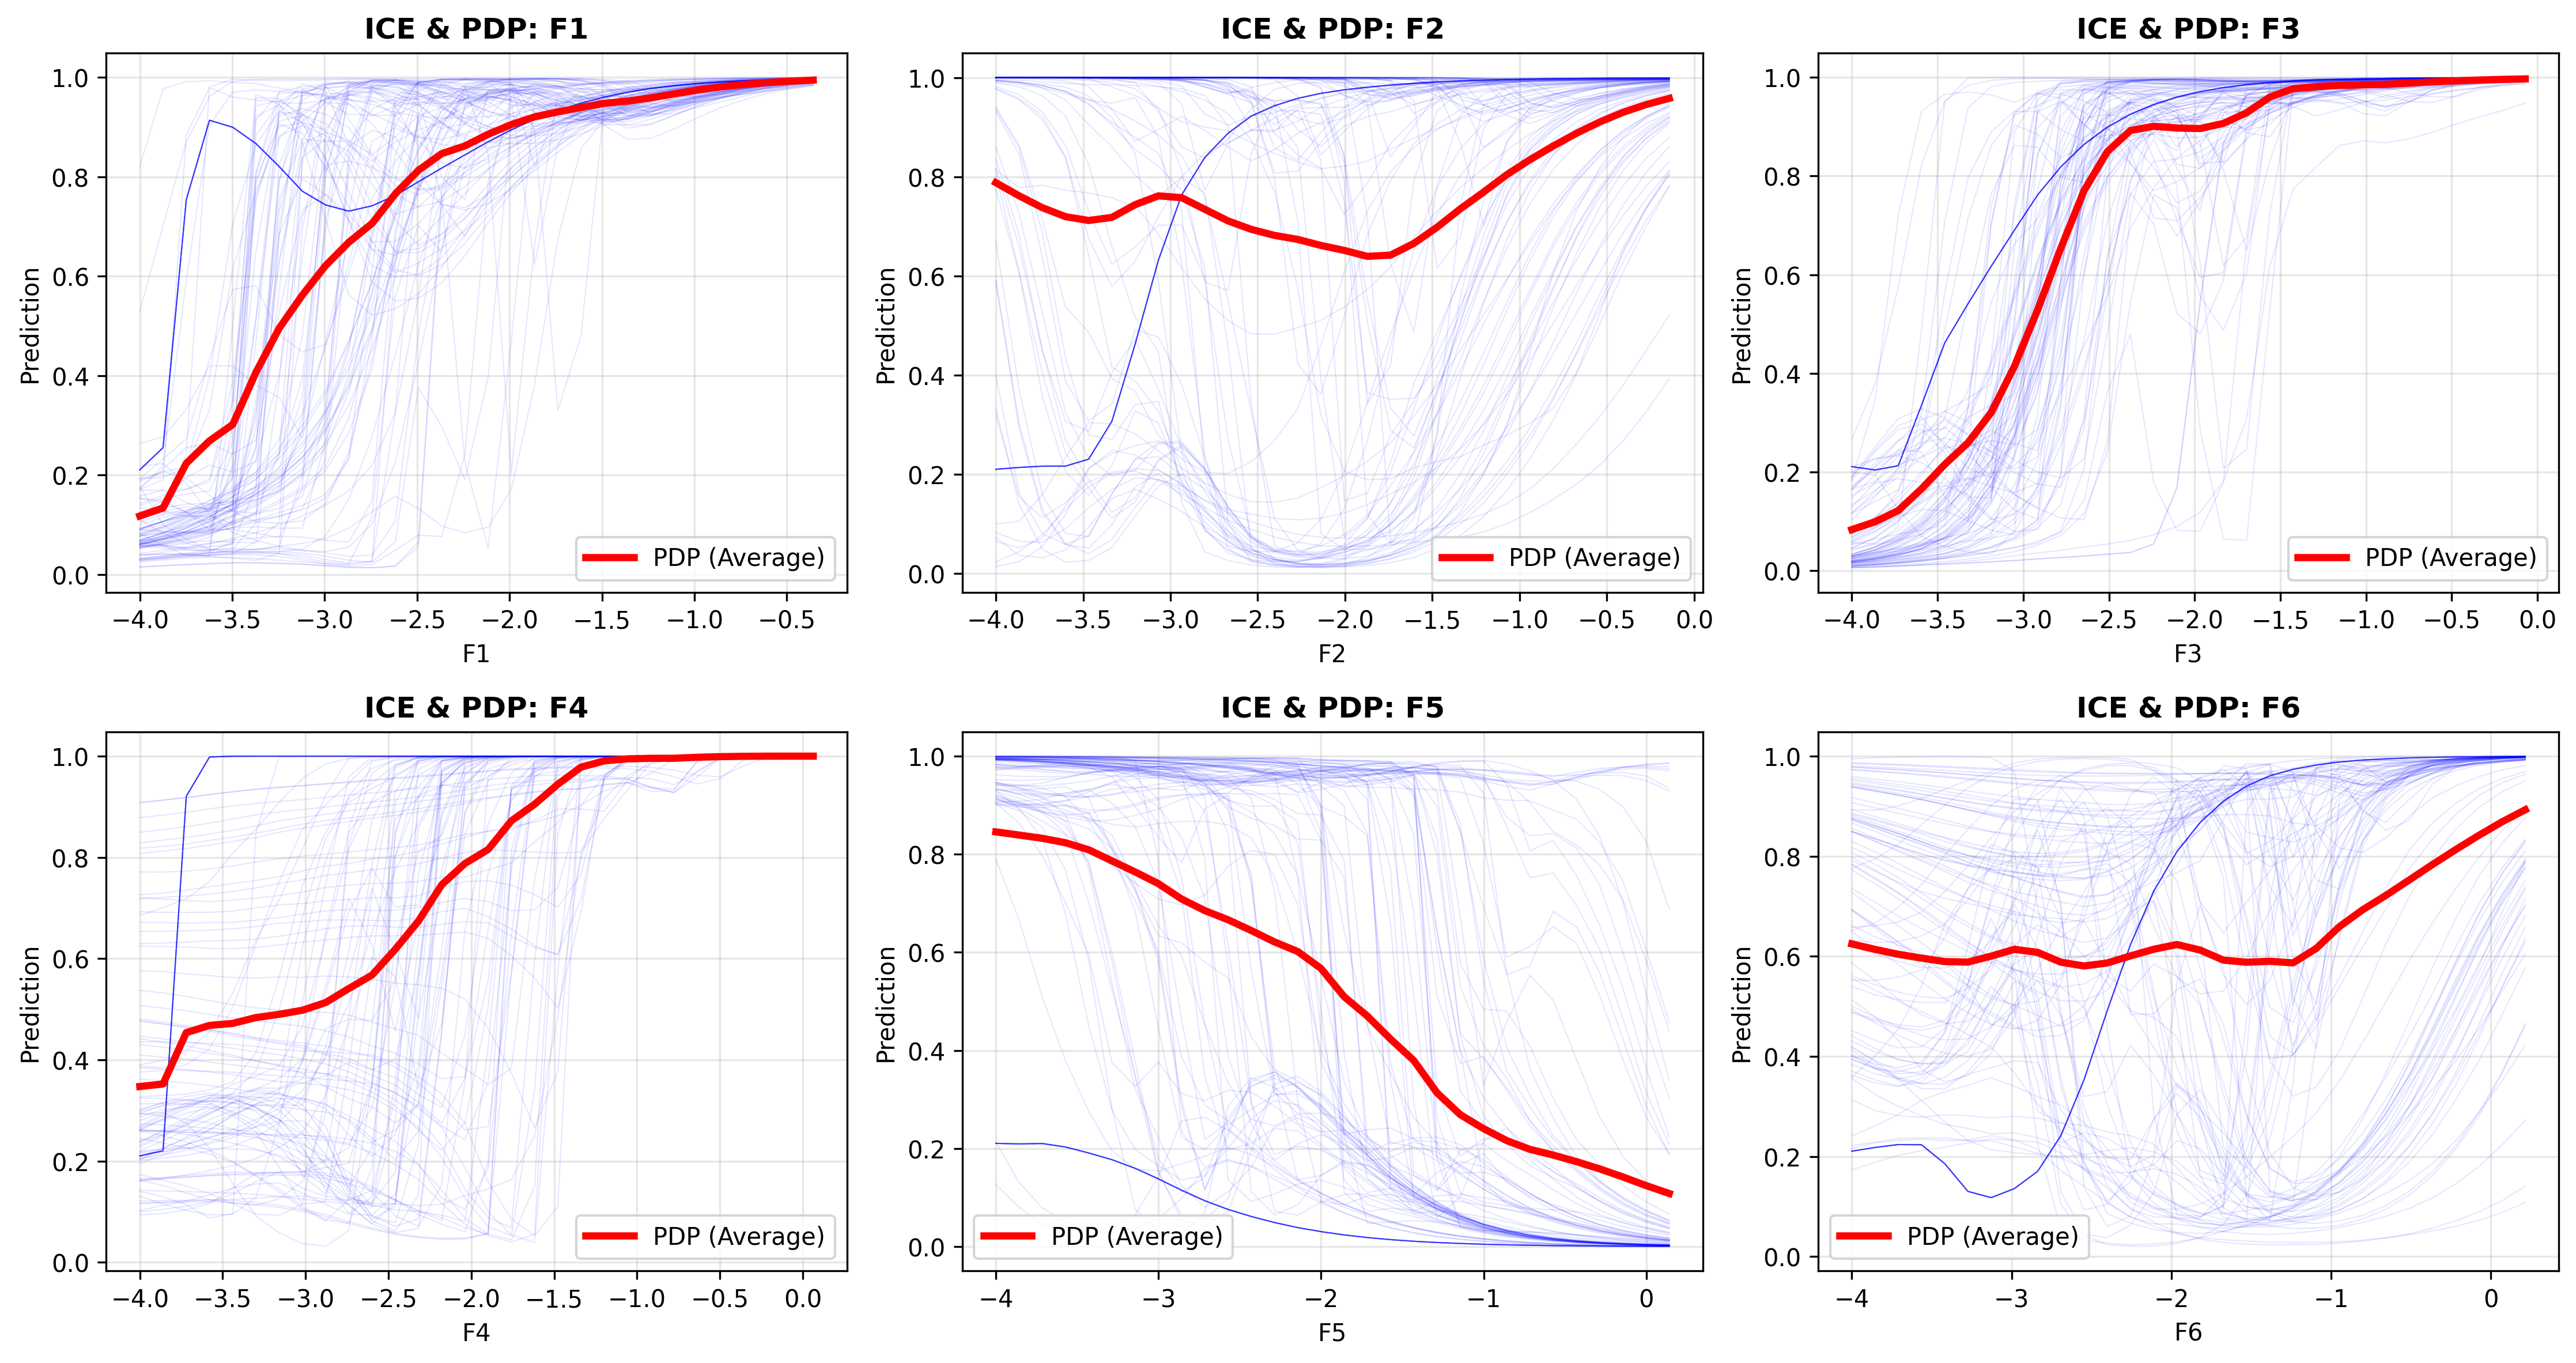 ICE & PDP: F1
Prediction
1.0
0.8
0.6
0.4
0.2
0.0
PDP (Average)
−4.0 −3.5 −3.0 −2.5 −2.0 −1.5 −1.0 −0.5
F1
ICE & PDP: F2
Prediction
1.0
0.8
0.6
0.4
0.2
0.0
PDP (Average)
−4.0 −3.5 −3.0 −2.5 −2.0 −1.5 −1.0 −0.5 0.0
F2
ICE & PDP: F3
Prediction
1.0
0.8
0.6
0.4
0.2
0.0
PDP (Average)
−4.0 −3.5 −3.0 −2.5 −2.0 −1.5 −1.0 −0.5 0.0
F3
ICE & PDP: F4
Prediction
1.0
0.8
0.6
0.4
0.2
0.0
PDP (Average)
−4.0 −3.5 −3.0 −2.5 −2.0 −1.5 −1.0 −0.5 0.0
F4
ICE & PDP: F5
Prediction
1.0
0.8
0.6
0.4
0.2
0.0
PDP (Average)
−4 −3 −2 −1 0
F5
ICE & PDP: F6
Prediction
1.0
0.8
0.6
0.4
0.2
0.0
PDP (Average)
−4 −3 −2 −1 0
F6